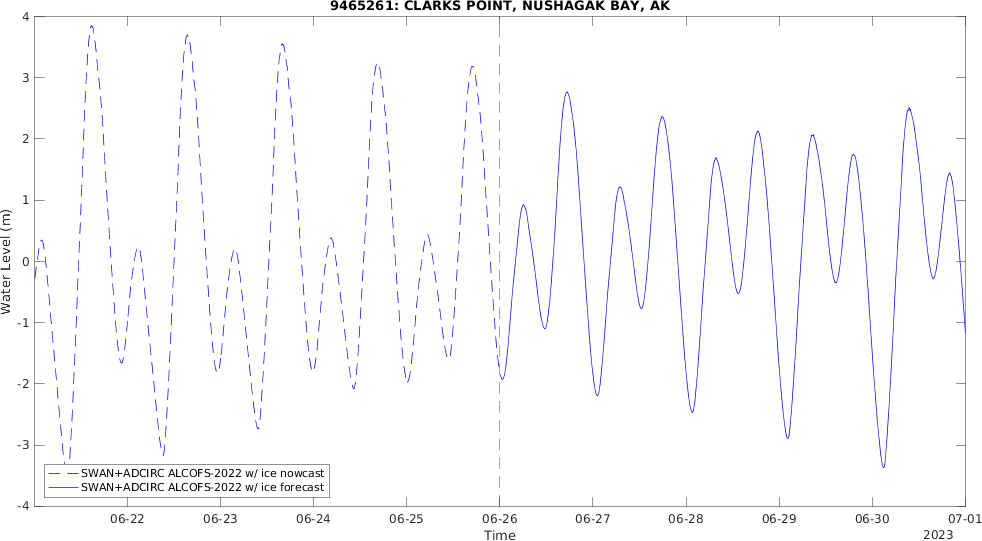 9465261: CLARKS POINT, NUSHAGAK BAY, AK
Water Level (m)
4
3
2
1
0
-1
-2
-3
-4
SWAN+ADCIRC ALCOFS-2022 w/ ice nowcast
SWAN+ADCIRC ALCOFS-2022 w/ ice forecast
06-22 06-23 06-24 06-25 06-26 06-27 06-28 06-29 06-30 07-01
Time
2023